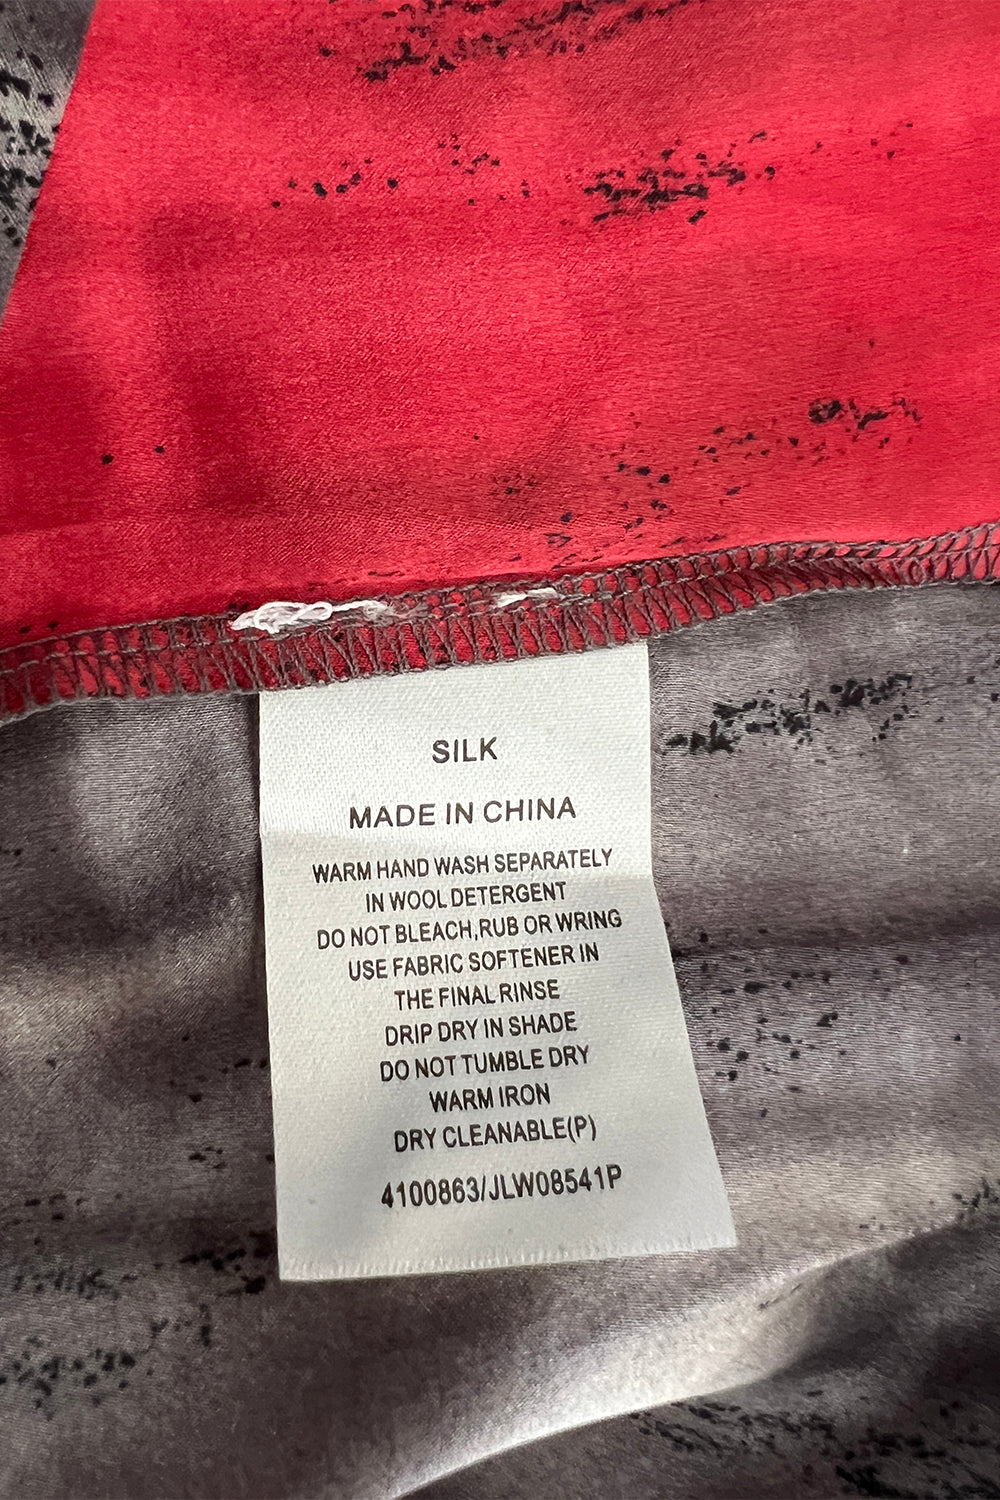 SILK
MADE IN CHINA
WARM HAND WASH SEPARATELY
IN WOOL DETERGENT
DO NOT BLEACH,RUB OR WRING
USE FABRIC SOFTENER IN
THE FINAL RINSE
DRIP DRY IN SHADE
DO NOT TUMBLE DRY
WARM IRON
DRY CLEANABLE(P)
4100863/JLW08541P